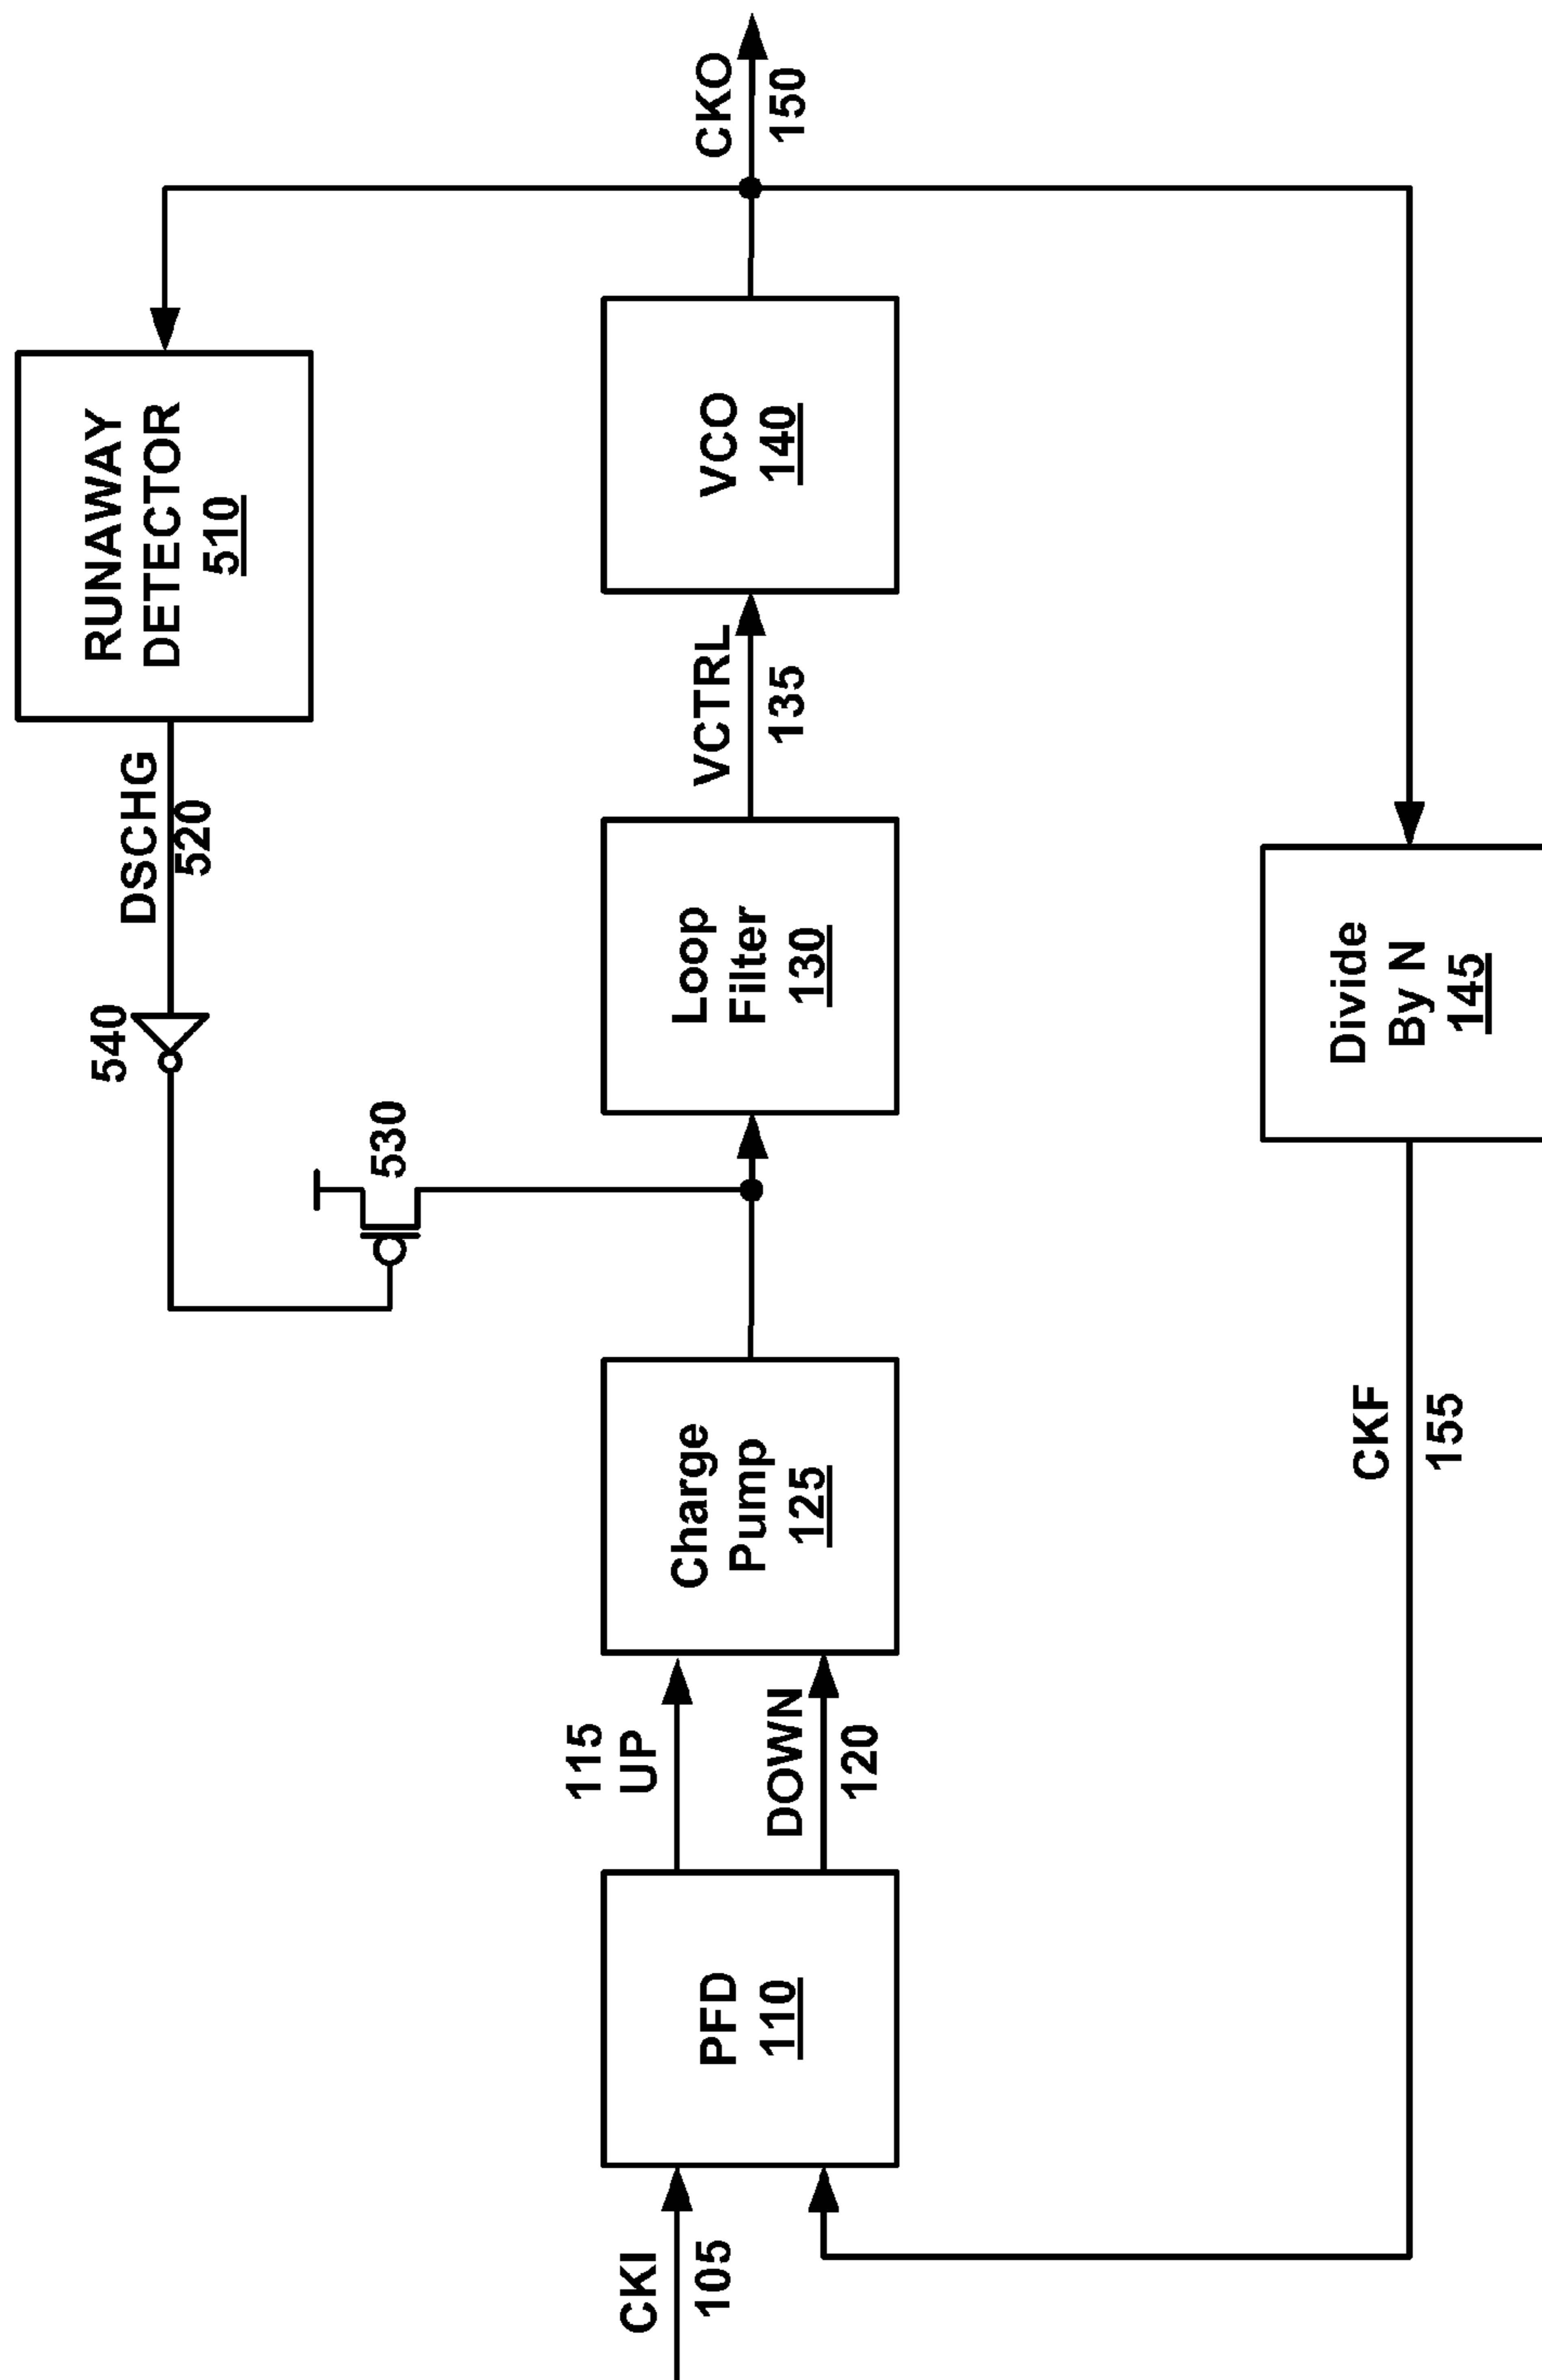 CKI
105
PFD
110
115
UP
DOWN
120
Charge
Pump
125
530
540
DSCHG
520
RUNAWAY
DETECTOR
510
Loop
Filter
130
VCTRL
135
VCO
140
CKO
150
Divide
By N
145
CKF
155